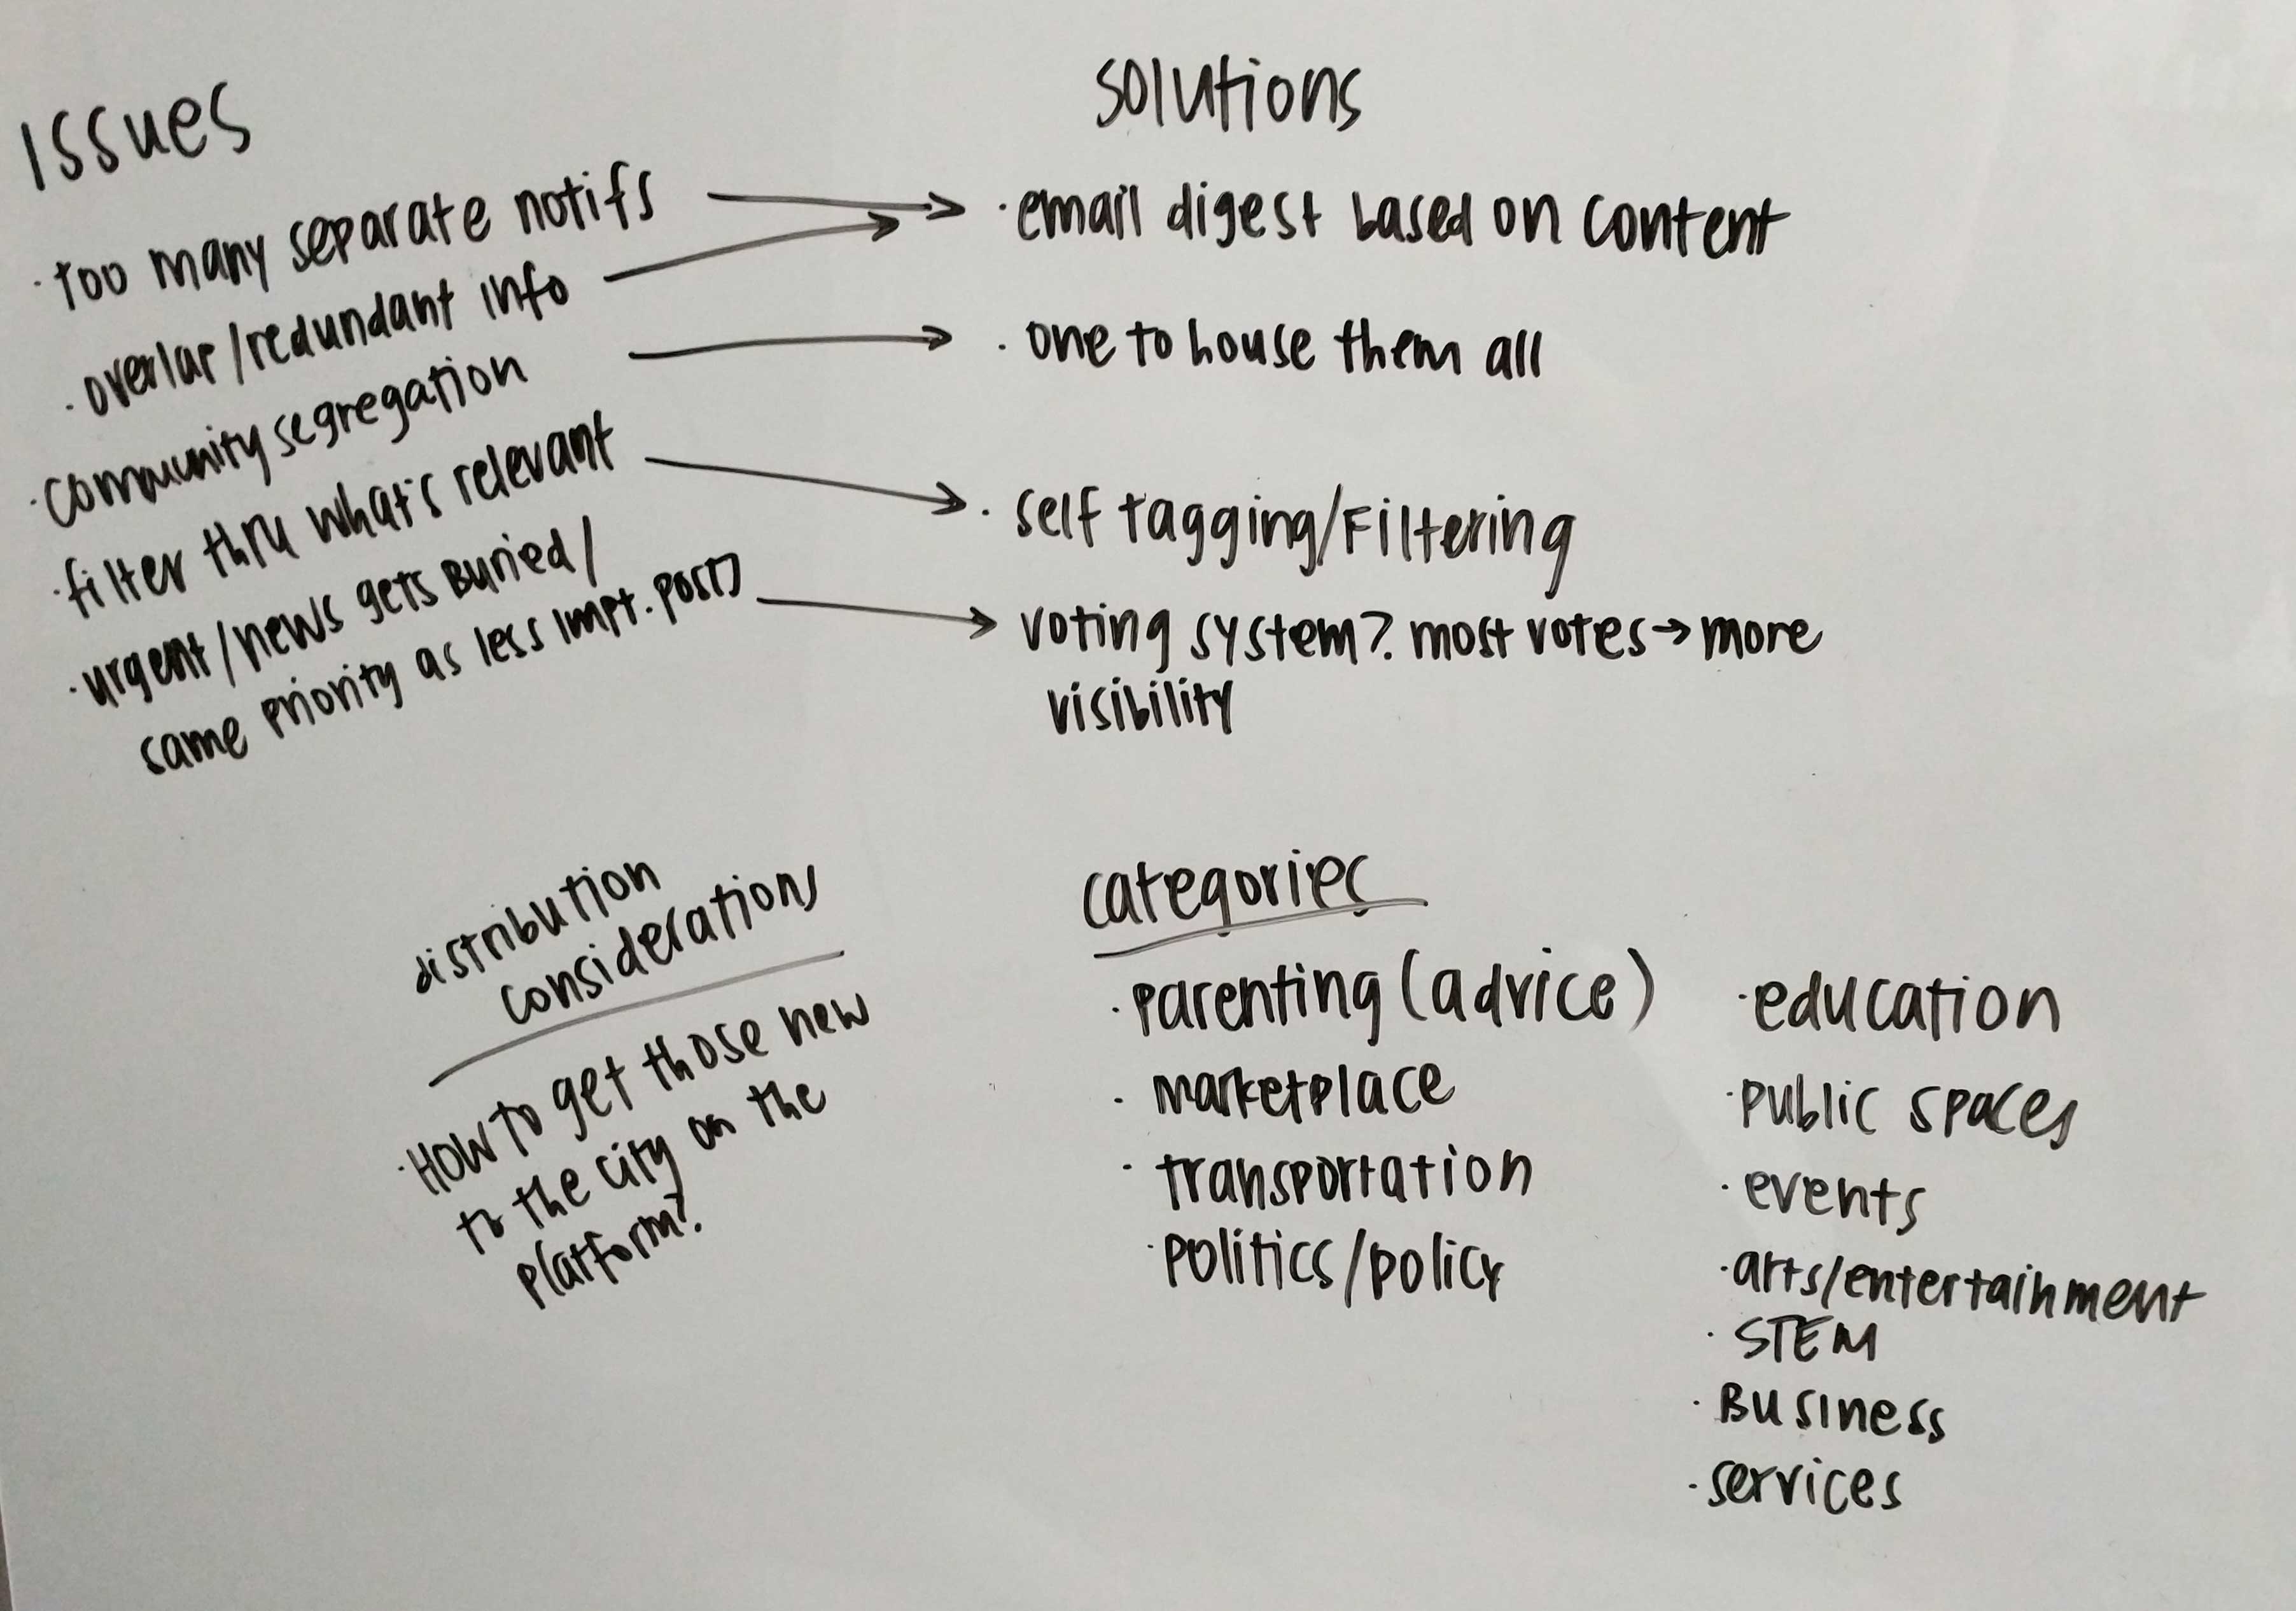 Issues
· too many separate notifs
· overlap/redundant info
· community segregation
· filter thru what's relevant
· urgent/news gets buried/
same priority as less impt. posts
solutions
· email digest based on content
· one to house them all
· self tagging/Filtering
voting system? most votes → more
visibility
distribution
considerations
· How to get those new
to the city on the
platform?
categories
· parenting (advice)
· marketplace
· transportation
· politics/policy
· education
· public spaces
· events
· arts/entertainment
· STEM
· Business
· services